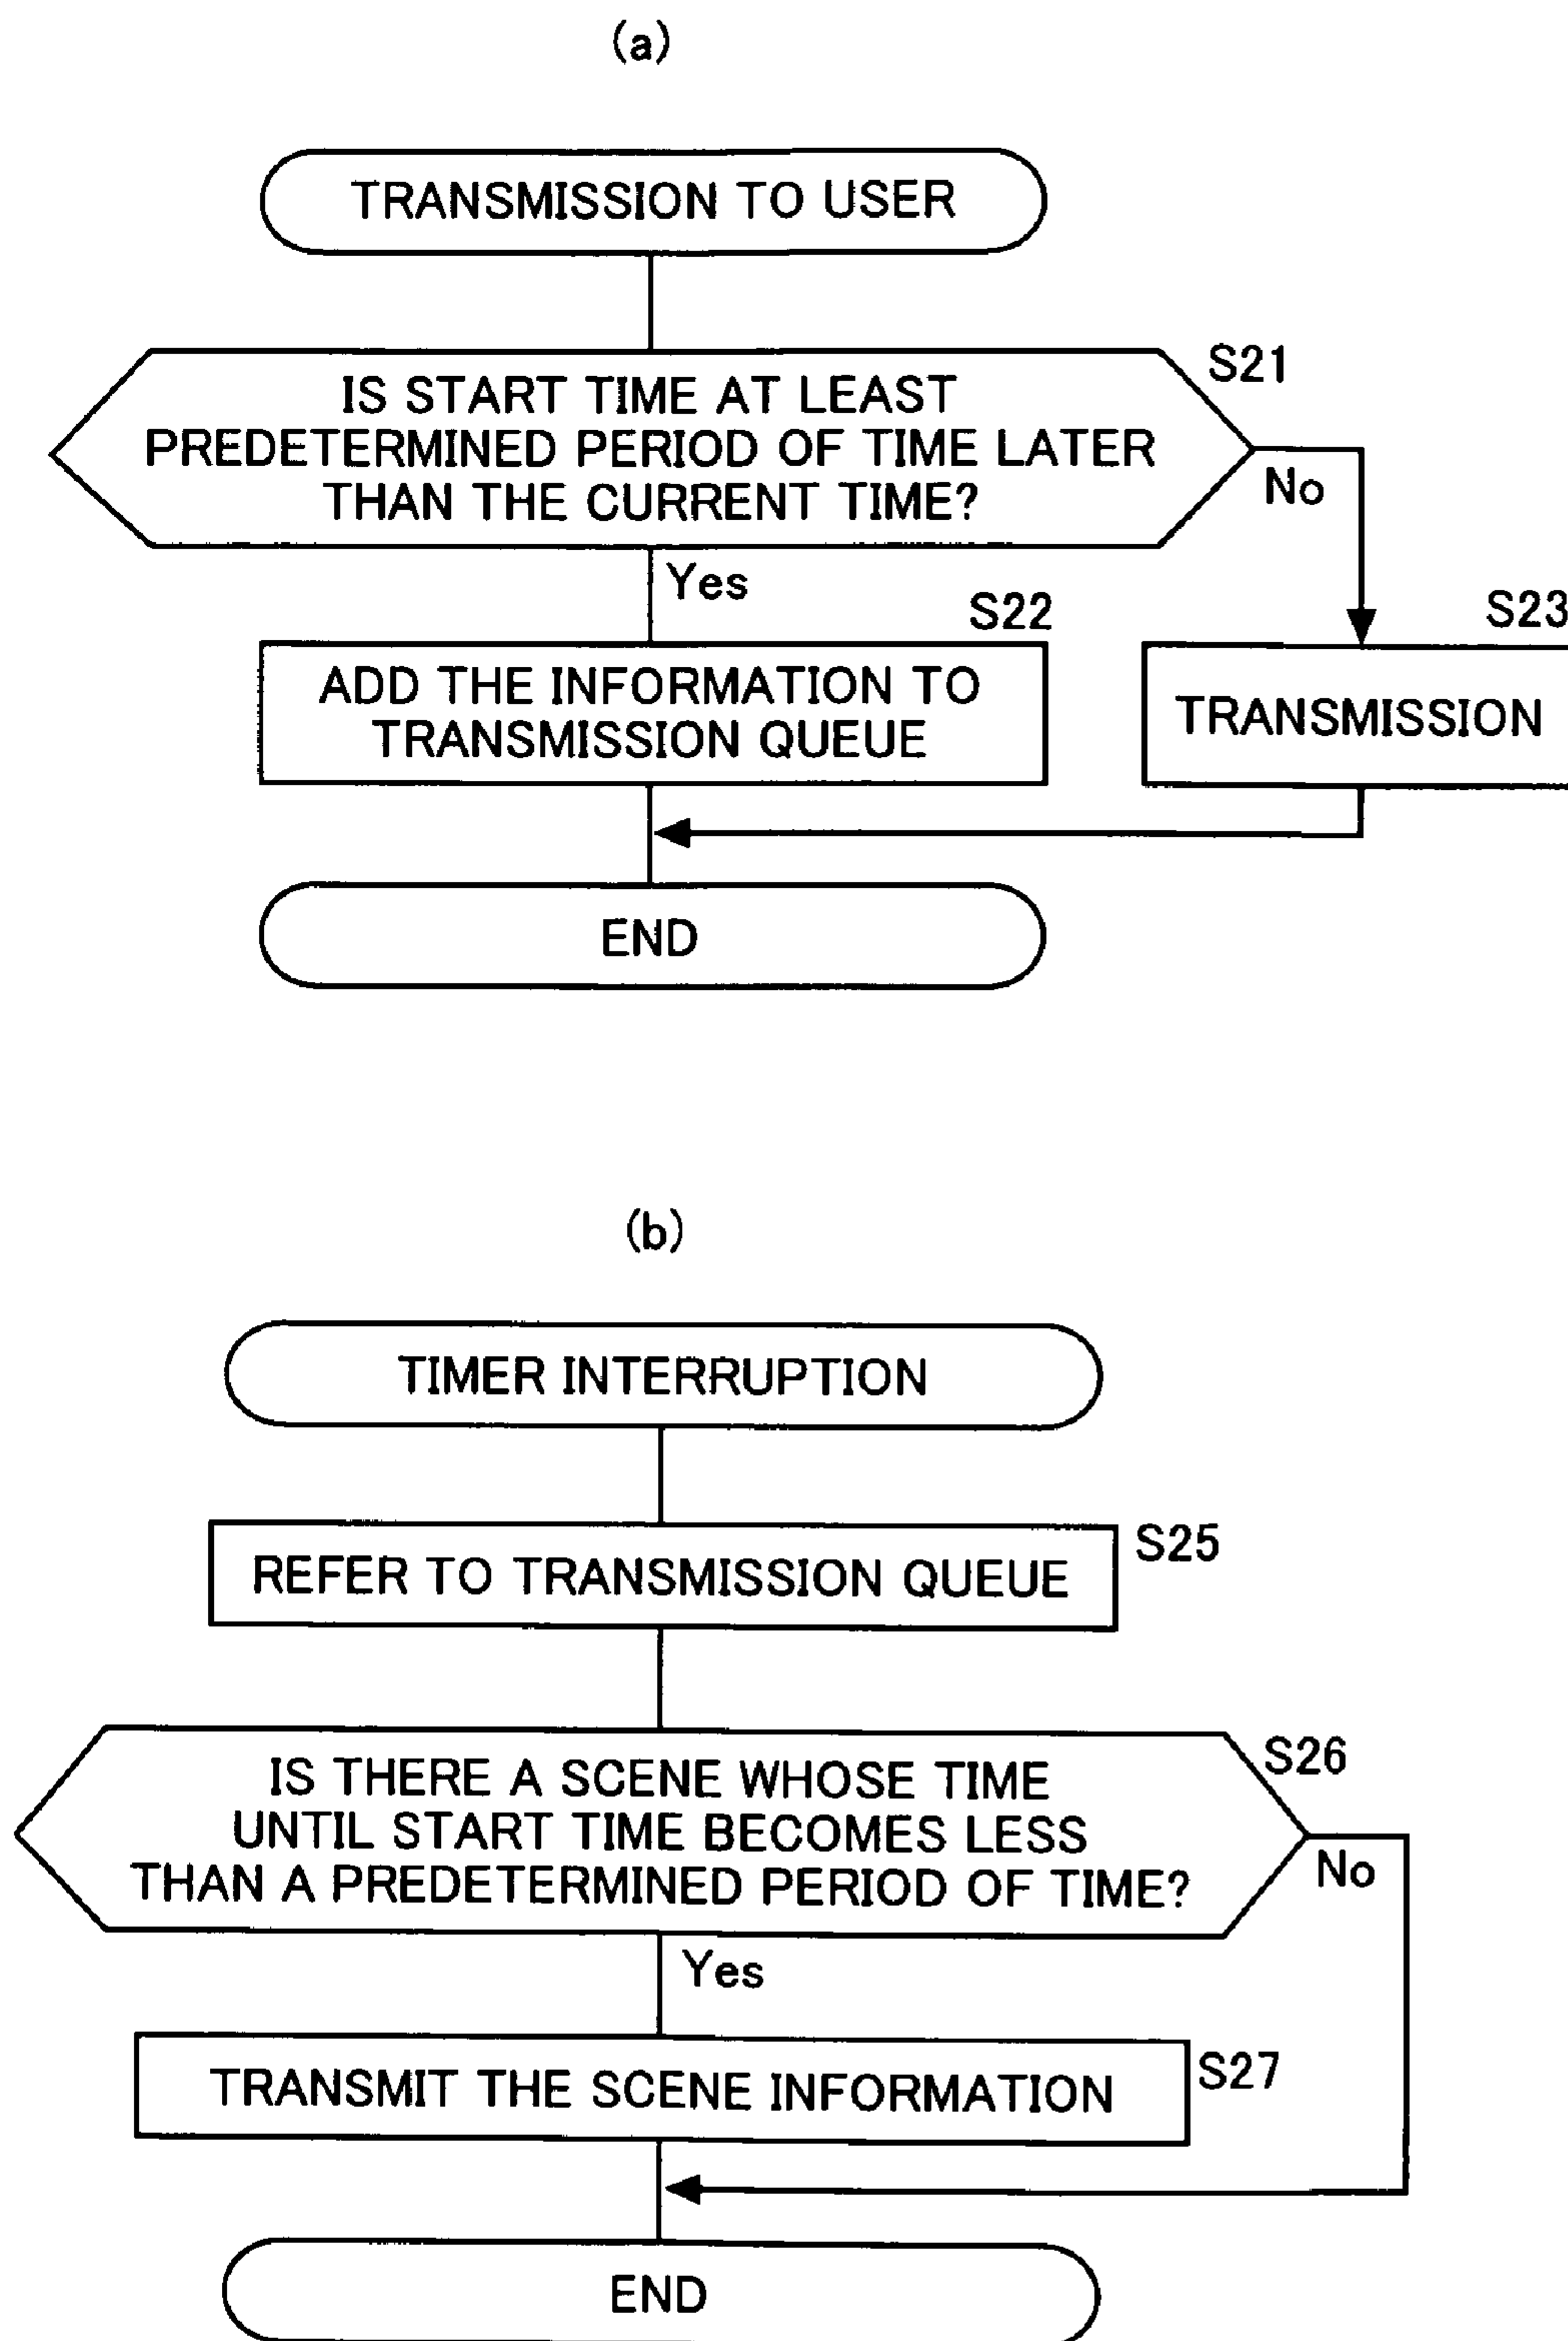 (a)
TRANSMISSION TO USER
S21
IS START TIME AT LEAST
PREDETERMINED PERIOD OF TIME LATER
THAN THE CURRENT TIME?
No
Yes
S22
S23
ADD THE INFORMATION TO
TRANSMISSION QUEUE
TRANSMISSION
END
(b)
TIMER INTERRUPTION
S25
REFER TO TRANSMISSION QUEUE
S26
IS THERE A SCENE WHOSE TIME
UNTIL START TIME BECOMES LESS
THAN A PREDETERMINED PERIOD OF TIME?
No
Yes
TRANSMIT THE SCENE INFORMATION
S27
END